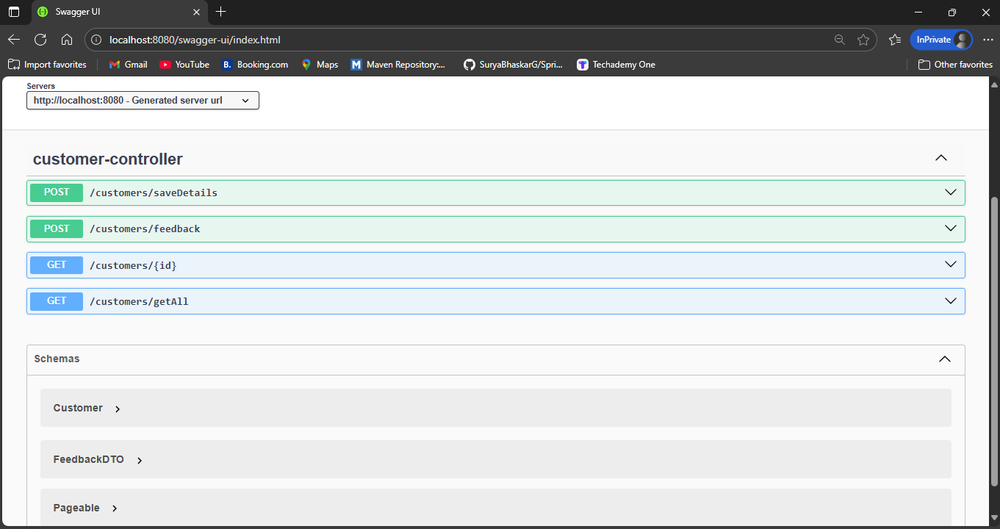 Swagger UI
localhost:8080/swagger-ui/index.html
InPrivate
Import favorites
Gmail
YouTube
B. Booking.com
Maps
M Maven Repository:...
SuryaBhaskarG/Spri...
T Techademy One
Other favorites
Servers
http://localhost:8080 - Generated server url
customer-controller
POST /customers/saveDetails
POST /customers/feedback
GET /customers/{id}
GET /customers/getAll
Schemas
Customer
FeedbackDTO
Pageable